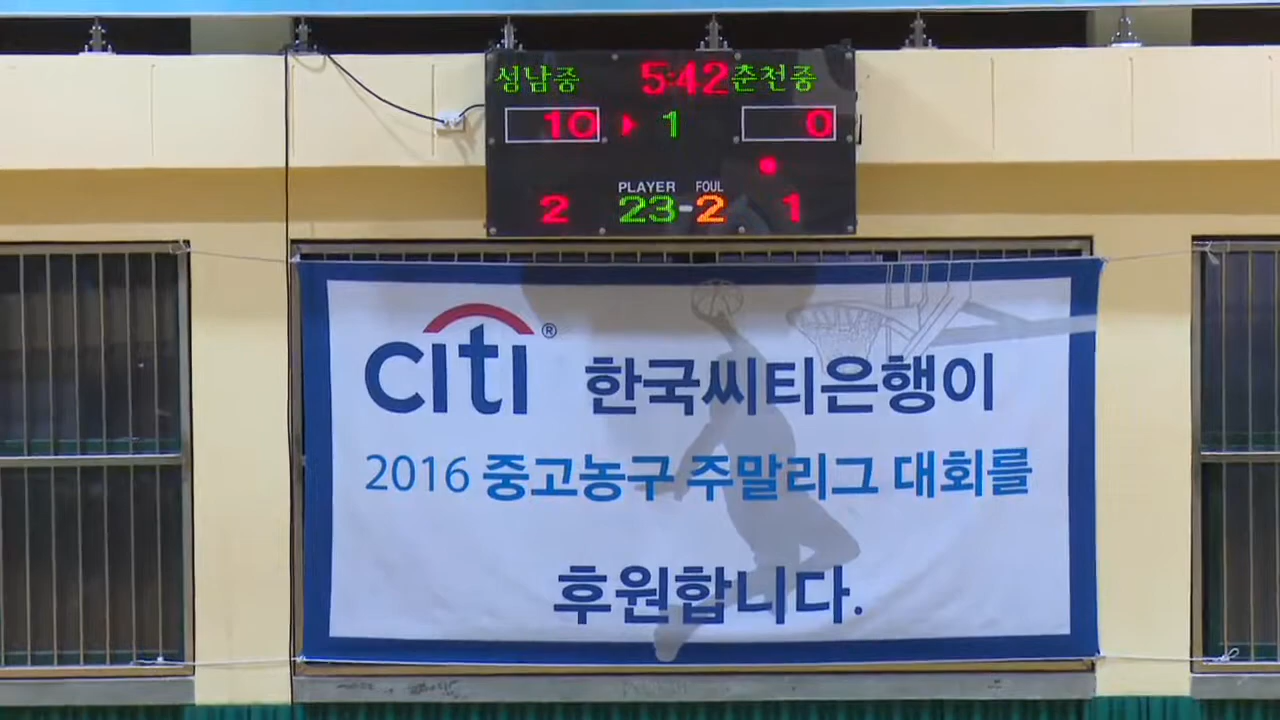 성남중 5:42 춘천중
10 1 0
PLAYER FOUL
2 23-2 1
citi® 한국씨티은행이
2016 중고농구 주말리그 대회를
후원합니다.